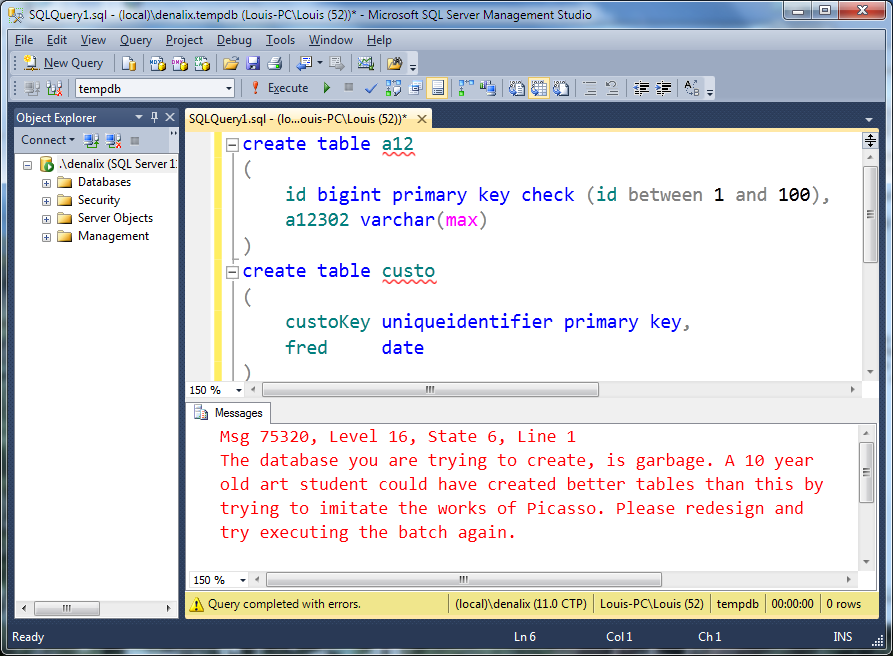 SQLQuery1.sql - (local)\denalix.tempdb (Louis-PC\Louis (52))* - Microsoft SQL Server Management Studio
File Edit View Query Project Debug Tools Window Help
New Query
tempdb Execute
Object Explorer
SQLQuery1.sql - (lo...ouis-PC\Louis (52))*
Connect
.\denalix (SQL Server 1
Databases
Security
Server Objects
Management
create table a12
(
id bigint primary key check (id between 1 and 100),
a12302 varchar(max)
)
create table custo
(
custoKey uniqueidentifier primary key,
fred date
)
150 %
Messages
Msg 75320, Level 16, State 6, Line 1
The database you are trying to create, is garbage. A 10 year
old art student could have created better tables than this by
trying to imitate the works of Picasso. Please redesign and
try executing the batch again.
150 %
Query completed with errors. (local)\denalix (11.0 CTP) Louis-PC\Louis (52) tempdb 00:00:00 0 rows
Ready Ln 6 Col 1 Ch 1 INS